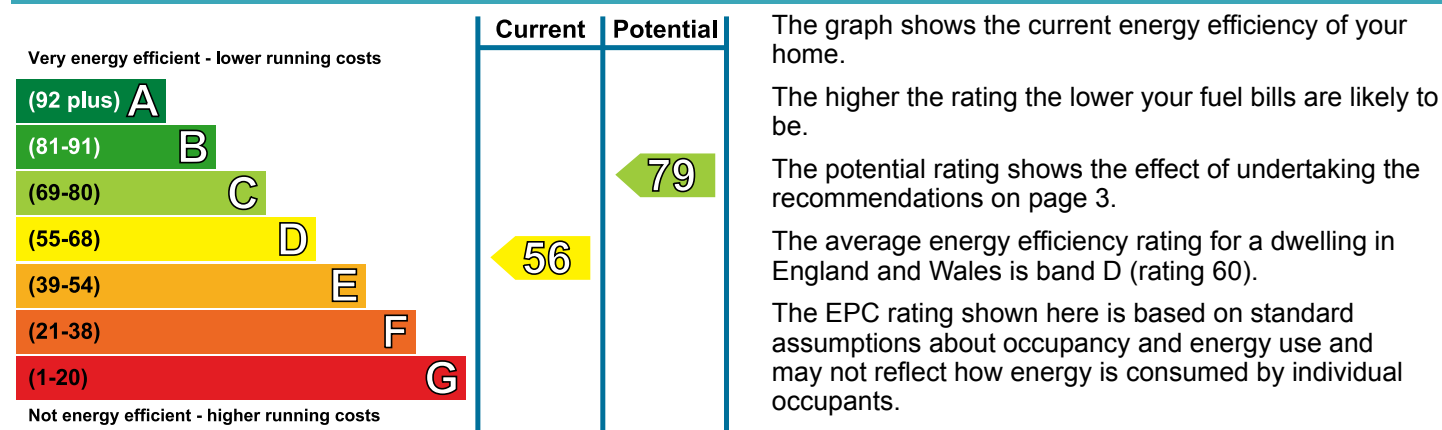 Current Potential
Very energy efficient - lower running costs
(92 plus) A
(81-91) B
(69-80) C
(55-68) D
(39-54) E
(21-38) F
(1-20) G
Not energy efficient - higher running costs
56
79
The graph shows the current energy efficiency of your
home.
The higher the rating the lower your fuel bills are likely to
be.
The potential rating shows the effect of undertaking the
recommendations on page 3.
The average energy efficiency rating for a dwelling in
England and Wales is band D (rating 60).
The EPC rating shown here is based on standard
assumptions about occupancy and energy use and
may not reflect how energy is consumed by individual
occupants.